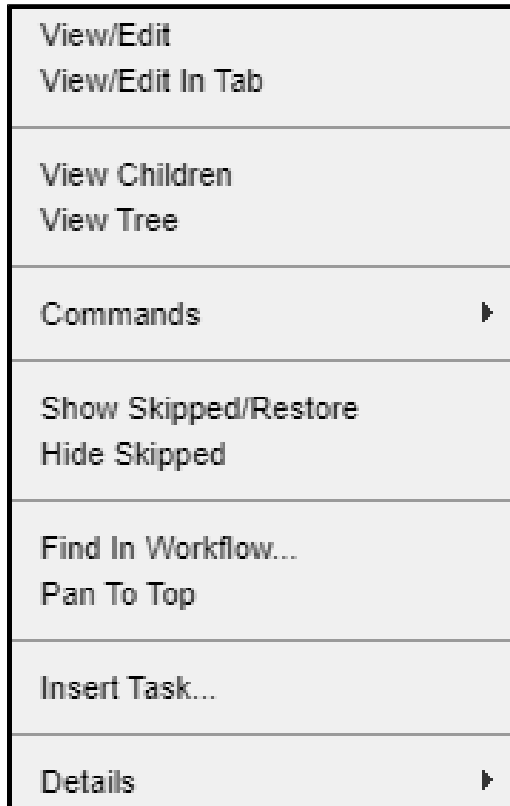 View/Edit
View/Edit In Tab
View Children
View Tree
Commands
Show Skipped/Restore
Hide Skipped
Find In Workflow...
Pan To Top
Insert Task...
Details